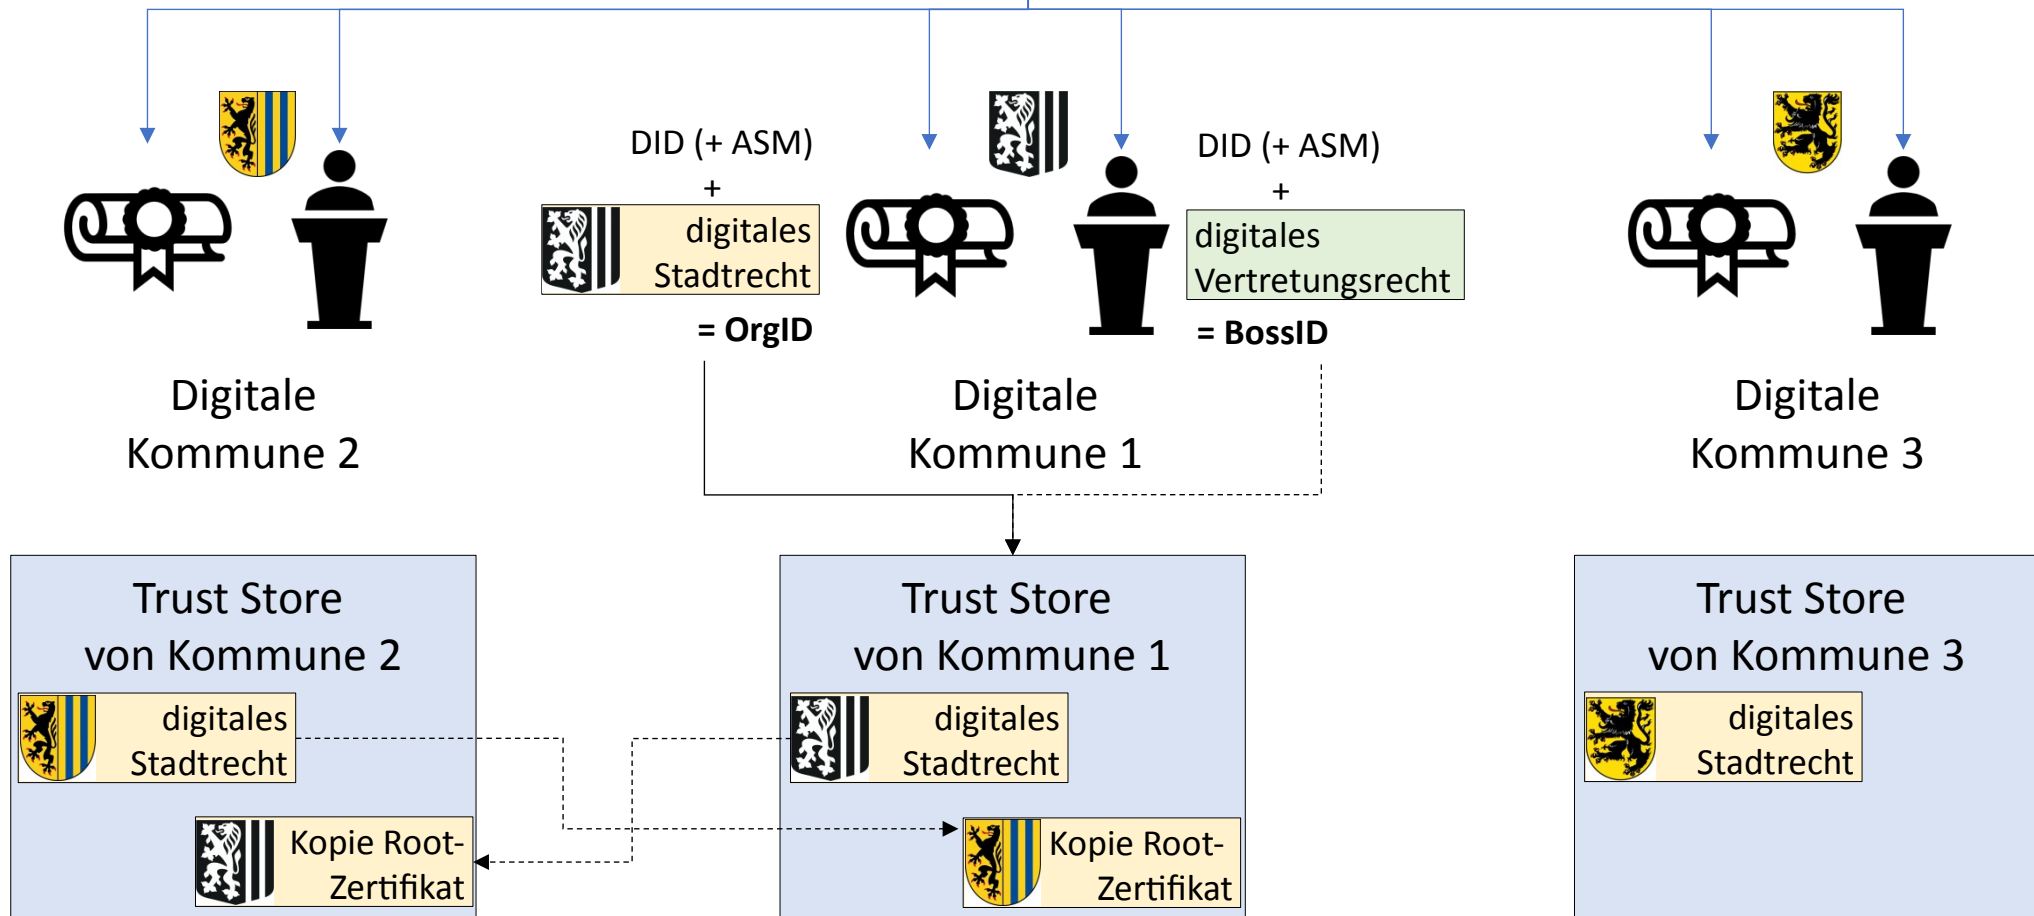 DID (+ ASM)
+
digitales
Stadtrecht
= OrgID
DID (+ ASM)
+
digitales
Vertretungsrecht
= BossID
Digitale
Kommune 2
Digitale
Kommune 1
Digitale
Kommune 3
Trust Store
von Kommune 2
digitales
Stadtrecht
Kopie Root-
Zertifikat
Trust Store
von Kommune 1
digitales
Stadtrecht
Kopie Root-
Zertifikat
Trust Store
von Kommune 3
digitales
Stadtrecht